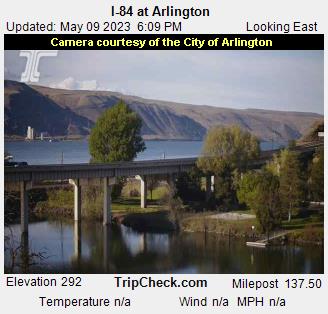 I-84 at Arlington
Updated: May 09 2023 6:09 PM Looking East
Camera courtesy of the City of Arlington
Elevation 292 TripCheck.com Milepost 137.50
Temperature n/a Wind n/a MPH n/a